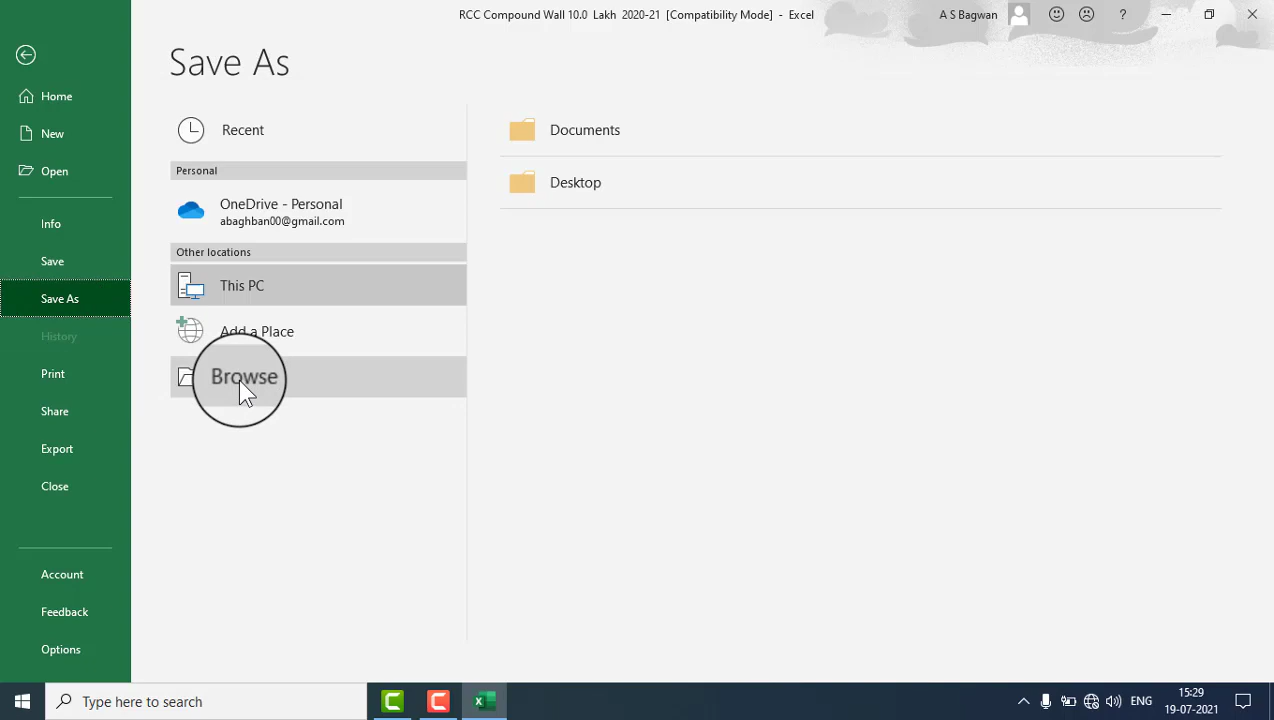 RCC Compound Wall 10.0 Lakh 2020-21 [Compatibility Mode] - Excel
A S Bagwan
?
Save As
Home
New
Open
Info
Save
Save As
History
Print
Share
Export
Close
Account
Feedback
Options
Recent
Personal
OneDrive - Personal
abaghban00@gmail.com
Other locations
This PC
Add a Place
Browse
Documents
Desktop
Type here to search
ENG
15:29
19-07-2021